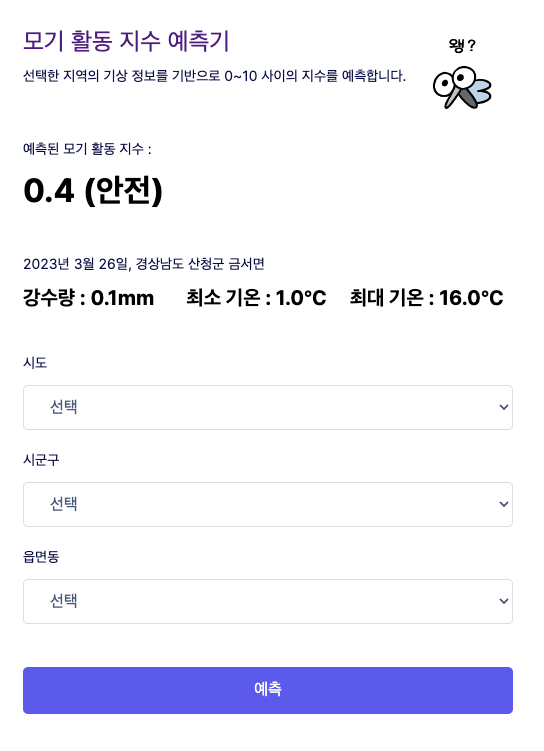 모기 활동 지수 예측기
왱?
선택한 지역의 기상 정보를 기반으로 0~10 사이의 지수를 예측합니다.
예측된 모기 활동 지수 :
0.4 (안전)
2023년 3월 26일, 경상남도 산청군 금서면
강수량 : 0.1mm 최소 기온 : 1.0°C 최대 기온 : 16.0°C
시도
선택
시군구
선택
읍면동
선택
예측